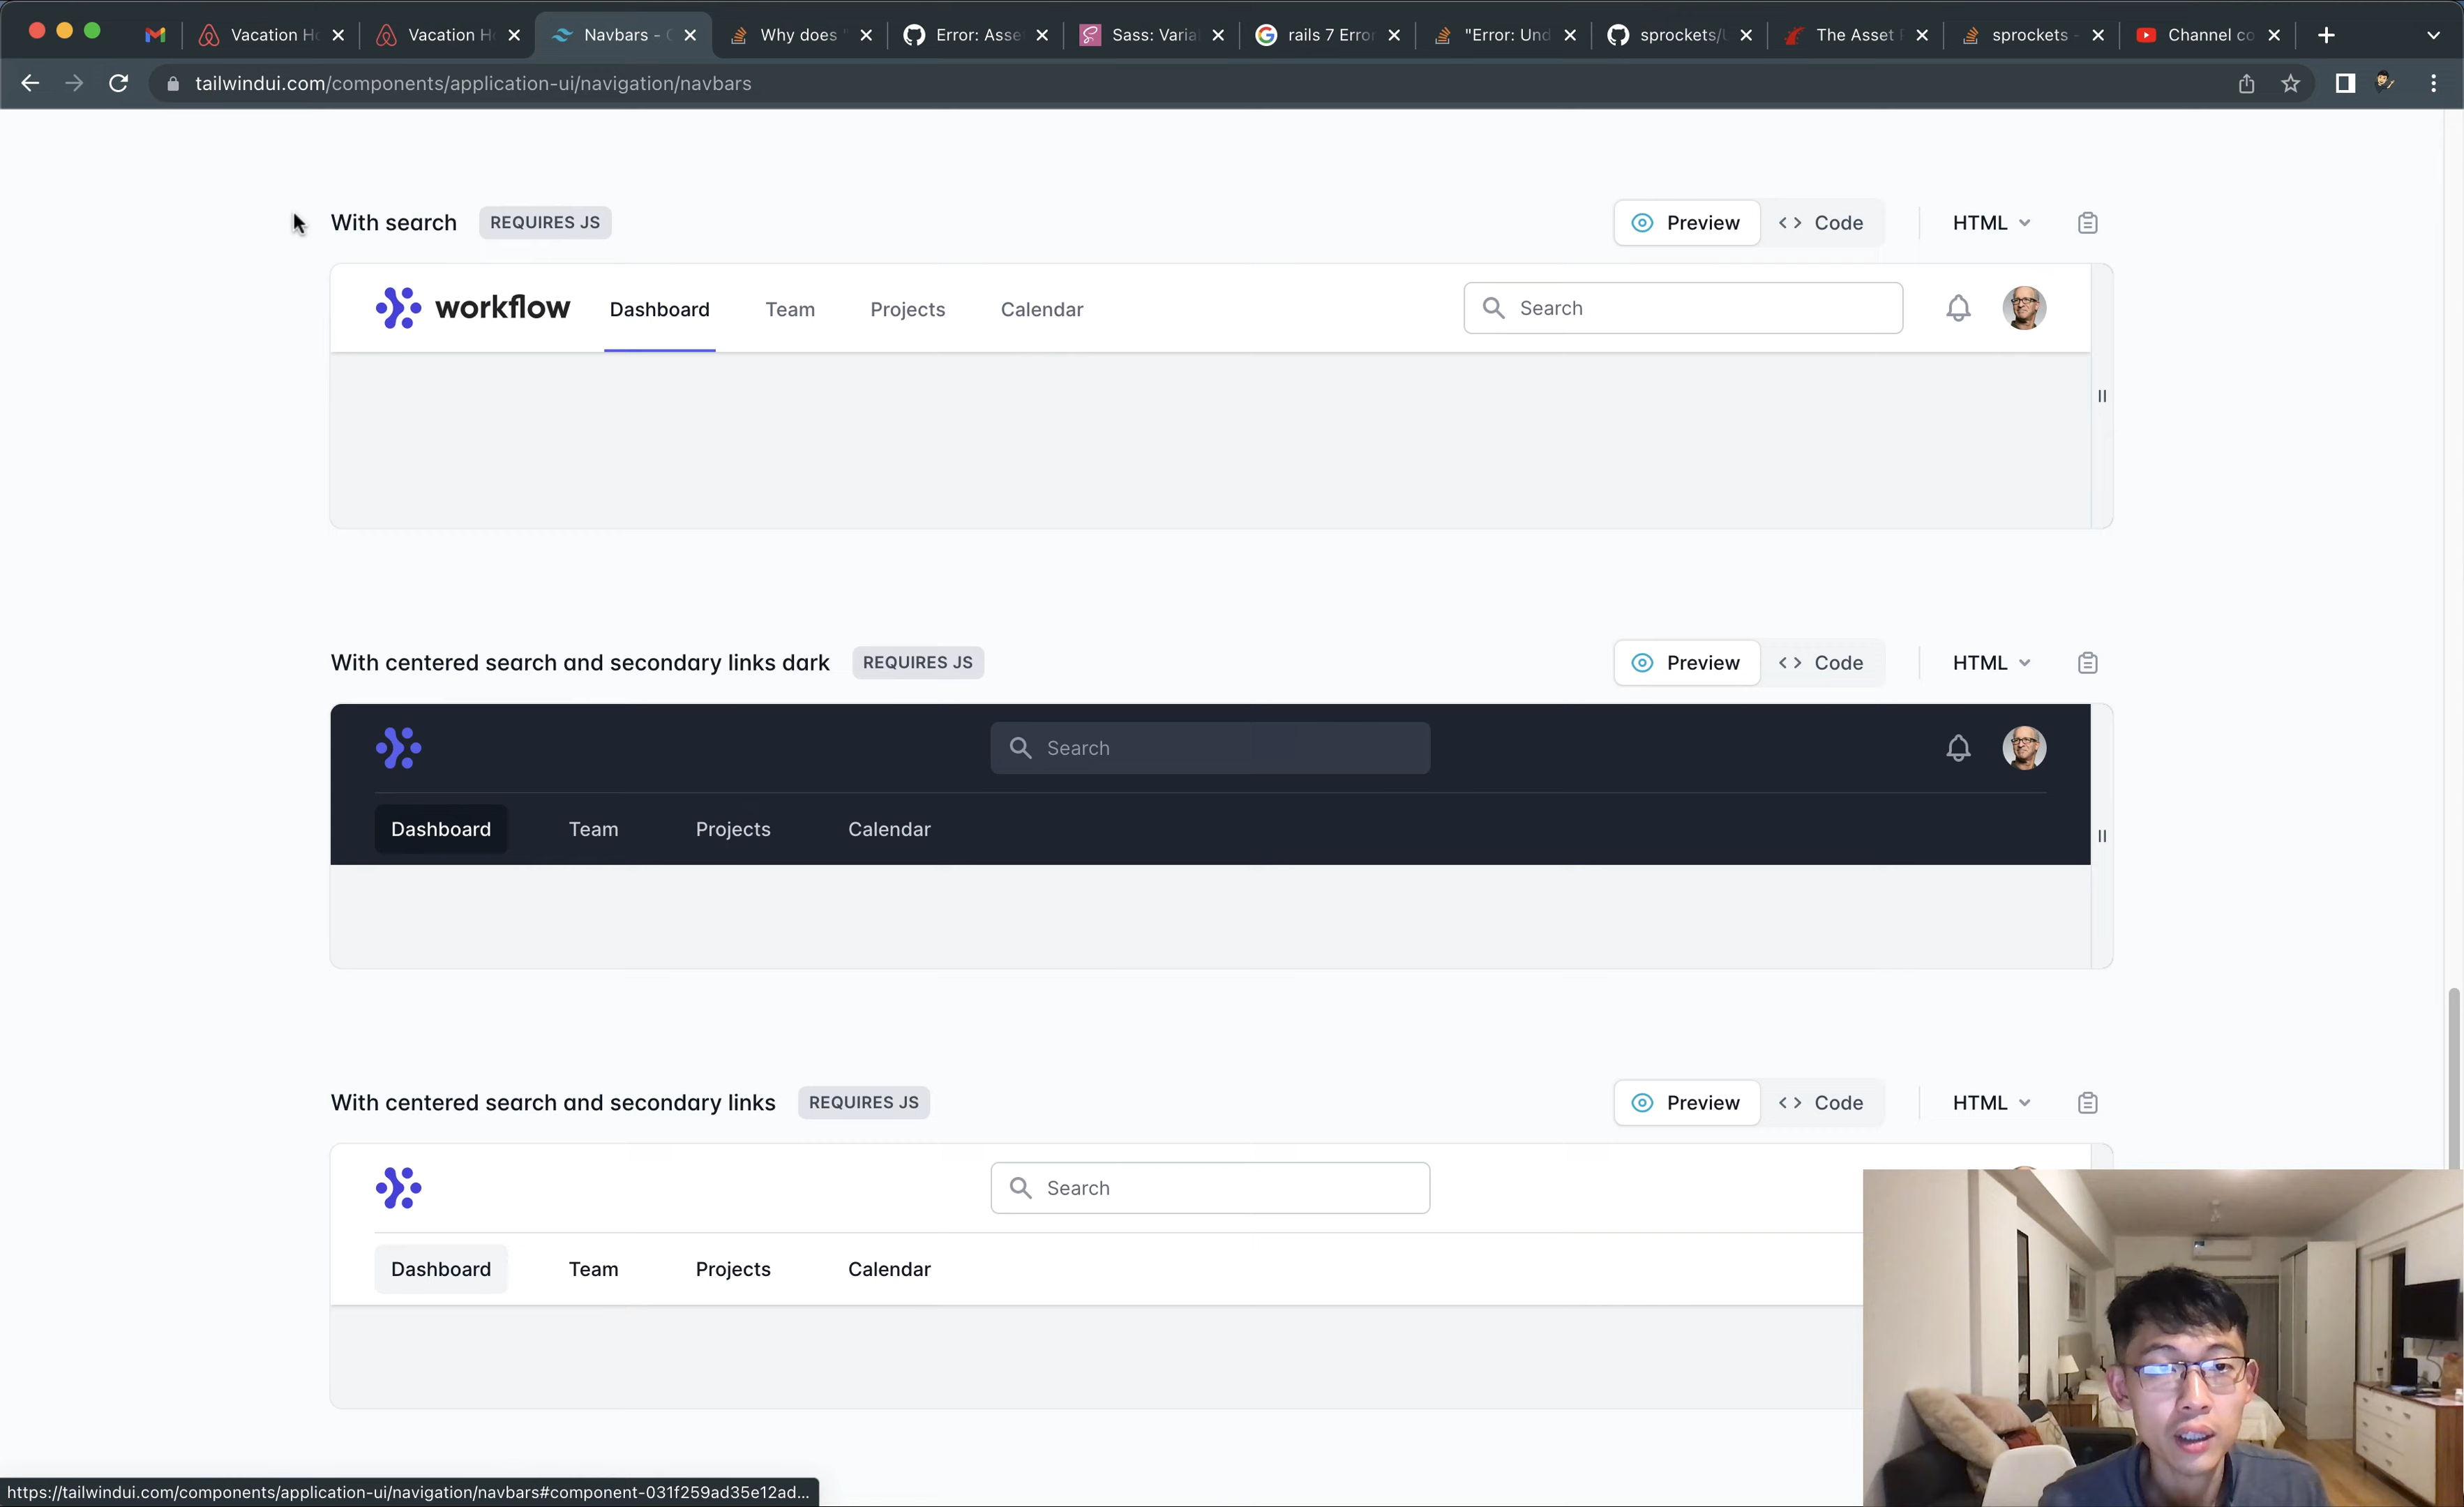 Vacation H
Vacation H
Navbars -
Why does "
Error: Asse
Sass: Varia
rails 7 Error
"Error: Und
sprockets/
The Asset
sprockets -
Channel co
tailwindui.com/components/application-ui/navigation/navbars
With search REQUIRES JS Preview Code HTML
workflow Dashboard Team Projects Calendar Search
With centered search and secondary links dark REQUIRES JS Preview Code HTML
Search
Dashboard Team Projects Calendar
With centered search and secondary links REQUIRES JS Preview Code HTML
Search
Dashboard Team Projects Calendar
https://tailwindui.com/components/application-ui/navigation/navbars#component-031f259ad35e12ad...